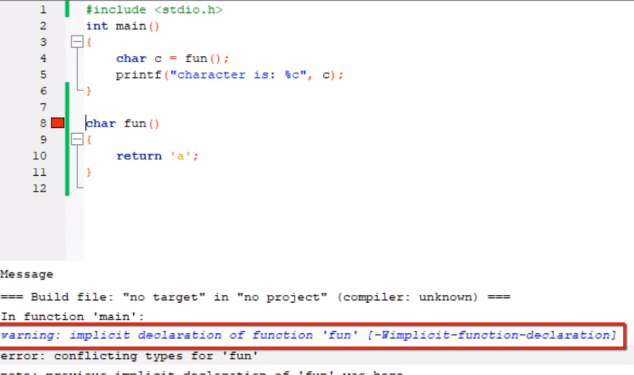 1 #include <stdio.h>
2 int main()
3 {
4 char c = fun();
5 printf("character is: %c", c);
6 }
7
8 char fun()
9 {
10 return 'a';
11 }
12
Message
=== Build file: "no target" in "no project" (compiler: unknown) ===
In function 'main':
warning: implicit declaration of function 'fun' [-Wimplicit-function-declaration]
error: conflicting types for 'fun'
note: previous implicit declaration of 'fun' was here